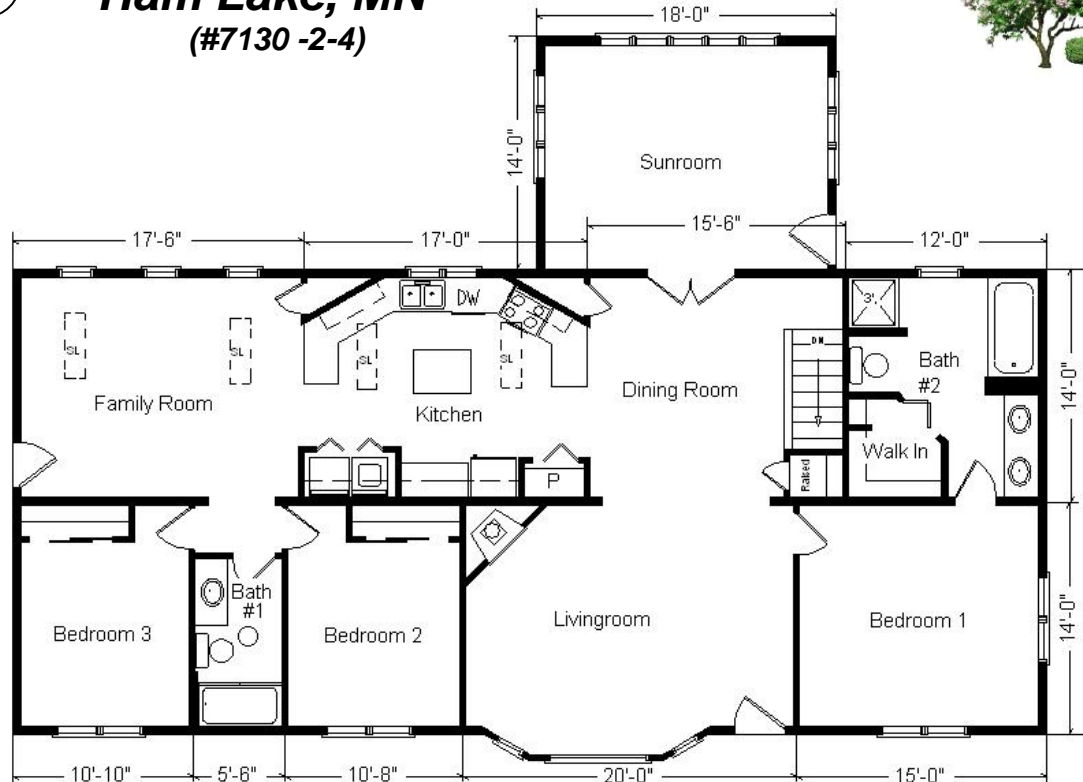 Ham Lake, MN
(#7130 -2-4)
18'-0"
14'-0"
Sunroom
17'-6"
17'-0"
15'-6"
12'-0"
DW
3'.
DN
SL
SL
SL
SL
Bath
#2
14'-0"
Family Room
Kitchen
Dining Room
Walk In
P
Raised
Bath
#1
Bedroom 3
Bedroom 2
Livingroom
Bedroom 1
14'-0"
10'-10"
5'-6"
10'-8"
20'-0"
15'-0"